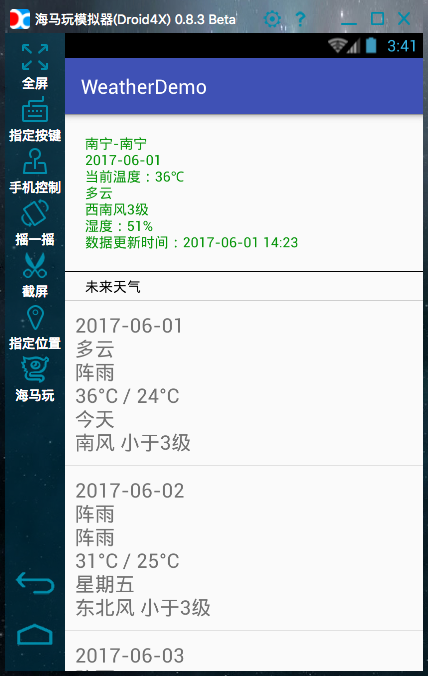 海马玩模拟器(Droid4X) 0.8.3 Beta
3:41
全屏
指定按键
手机控制
摇一摇
截屏
指定位置
海马玩
WeatherDemo
南宁-南宁
2017-06-01
当前温度：36℃
多云
西南风3级
湿度：51%
数据更新时间：2017-06-01 14:23
未来天气
2017-06-01
多云
阵雨
36°C / 24°C
今天
南风 小于3级
2017-06-02
阵雨
阵雨
31°C / 25°C
星期五
东北风 小于3级
2017-06-03